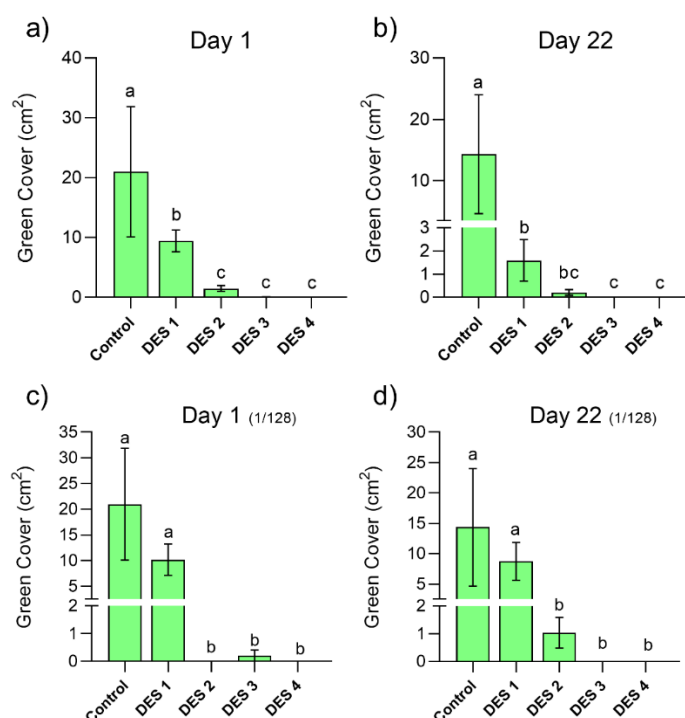 a) Day 1
Green Cover (cm²)
40
30
20
10
0
a
b
c
c
c
Control
DES 1
DES 2
DES 3
DES 4
b) Day 22
Green Cover (cm²)
30
20
10
3
2
1
0
a
b
bc
c
c
Control
DES 1
DES 2
DES 3
DES 4
c) Day 1 (1/128)
Green Cover (cm²)
35
30
25
20
15
10
5
2
1
0
a
a
b
b
b
Control
DES 1
DES 2
DES 3
DES 4
d) Day 22 (1/128)
Green Cover (cm²)
35
30
25
20
15
10
5
2
1
0
a
a
b
b
b
Control
DES 1
DES 2
DES 3
DES 4